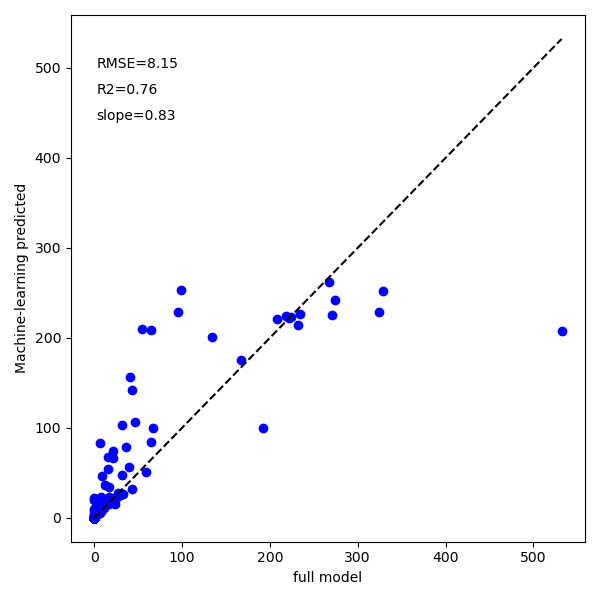 RMSE=8.15
R2=0.76
slope=0.83
500
400
300
200
100
0
Machine-learning predicted
0 100 200 300 400 500
full model